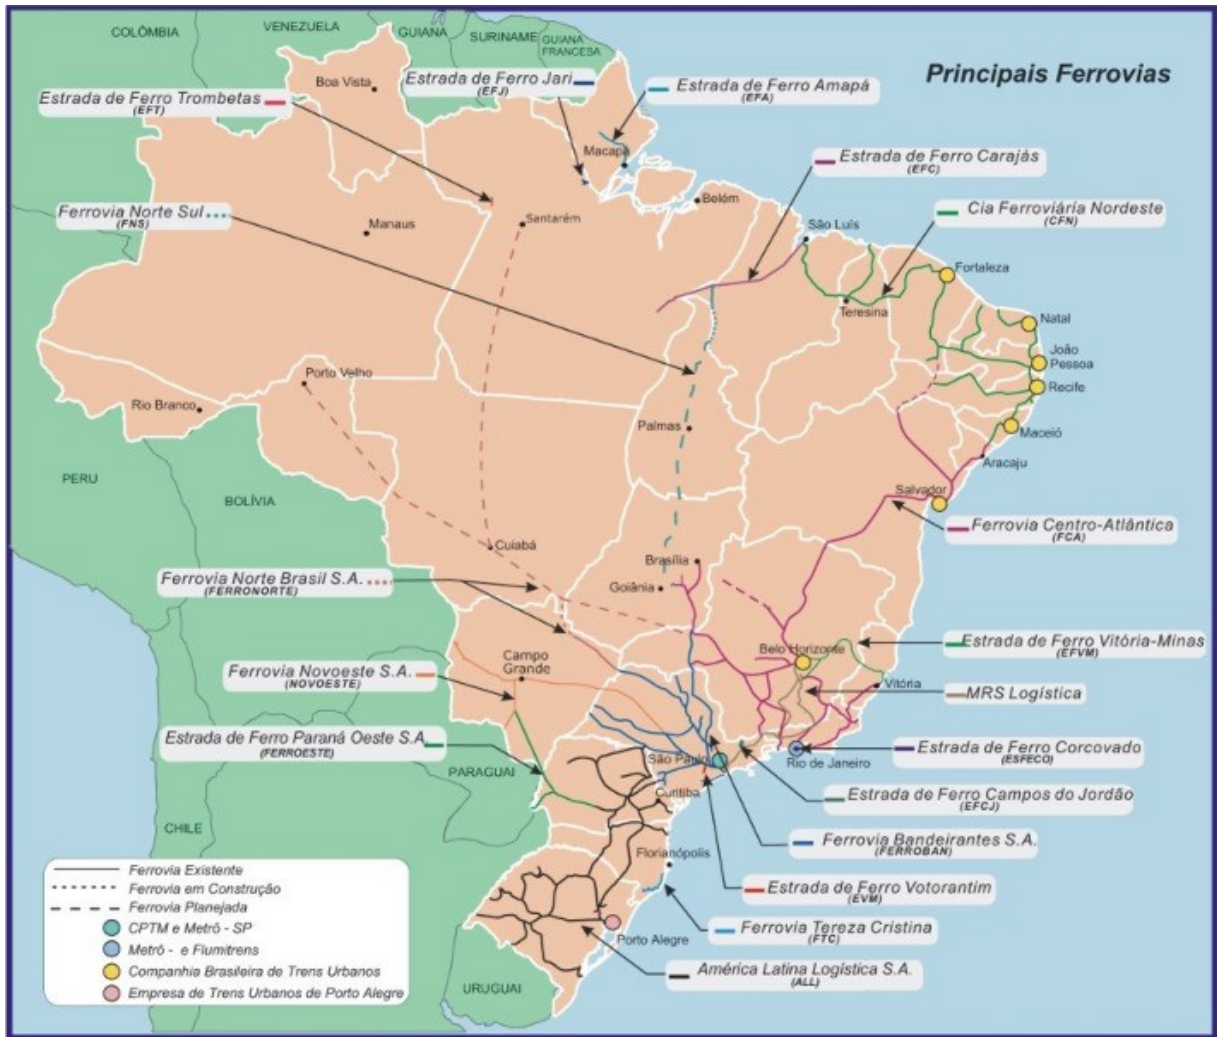 COLÔMBIA
VENEZUELA
GUIANA
SURINAME
GUIANA
FRANCESA
Principais Ferrovias
Boa Vista
Estrada de Ferro Jari
(EFJ)
Estrada de Ferro Amapá
(EFA)
Estrada de Ferro Trombetas
(EFT)
Macapá
Estrada de Ferro Carajás
(EFC)
Belém
Ferrovia Norte Sul
(FNS)
Manaus
Santarém
São Luís
Cia Ferroviária Nordeste
(CFN)
Fortaleza
Teresina
Natal
João
Pessoa
Recife
Porto Velho
Rio Branco
Palmas
Maceió
Aracaju
PERU
BOLÍVIA
Salvador
Ferrovia Centro-Atlântica
(FCA)
Cuiabá
Brasília
Goiânia
Ferrovia Norte Brasil S.A.
(FERRONORTE)
Belo Horizonte
Estrada de Ferro Vitória-Minas
(EFVM)
Campo
Grande
Ferrovia Novoeste S.A.
(NOVOESTE)
Vitória
MRS Logística
Estrada de Ferro Paraná Oeste S.A
(FERROESTE)
São Paulo
Rio de Janeiro
Estrada de Ferro Corcovado
(ESFECO)
PARAGUAI
Curitiba
Estrada de Ferro Campos do Jordão
(EFCJ)
CHILE
Ferrovia Bandeirantes S.A.
(FERROBAN)
Florianópolis
Estrada de Ferro Votorantim
(EVM)
Ferrovia Tereza Cristina
(FTC)
Porto Alegre
América Latina Logística S.A.
(ALL)
URUGUAI
Ferrovia Existente
Ferrovia em Construção
Ferrovia Planejada
CPTM e Metrô - SP
Metrô - e Flumitrens
Companhia Brasileira de Trens Urbanos
Empresa de Trens Urbanos de Porto Alegre